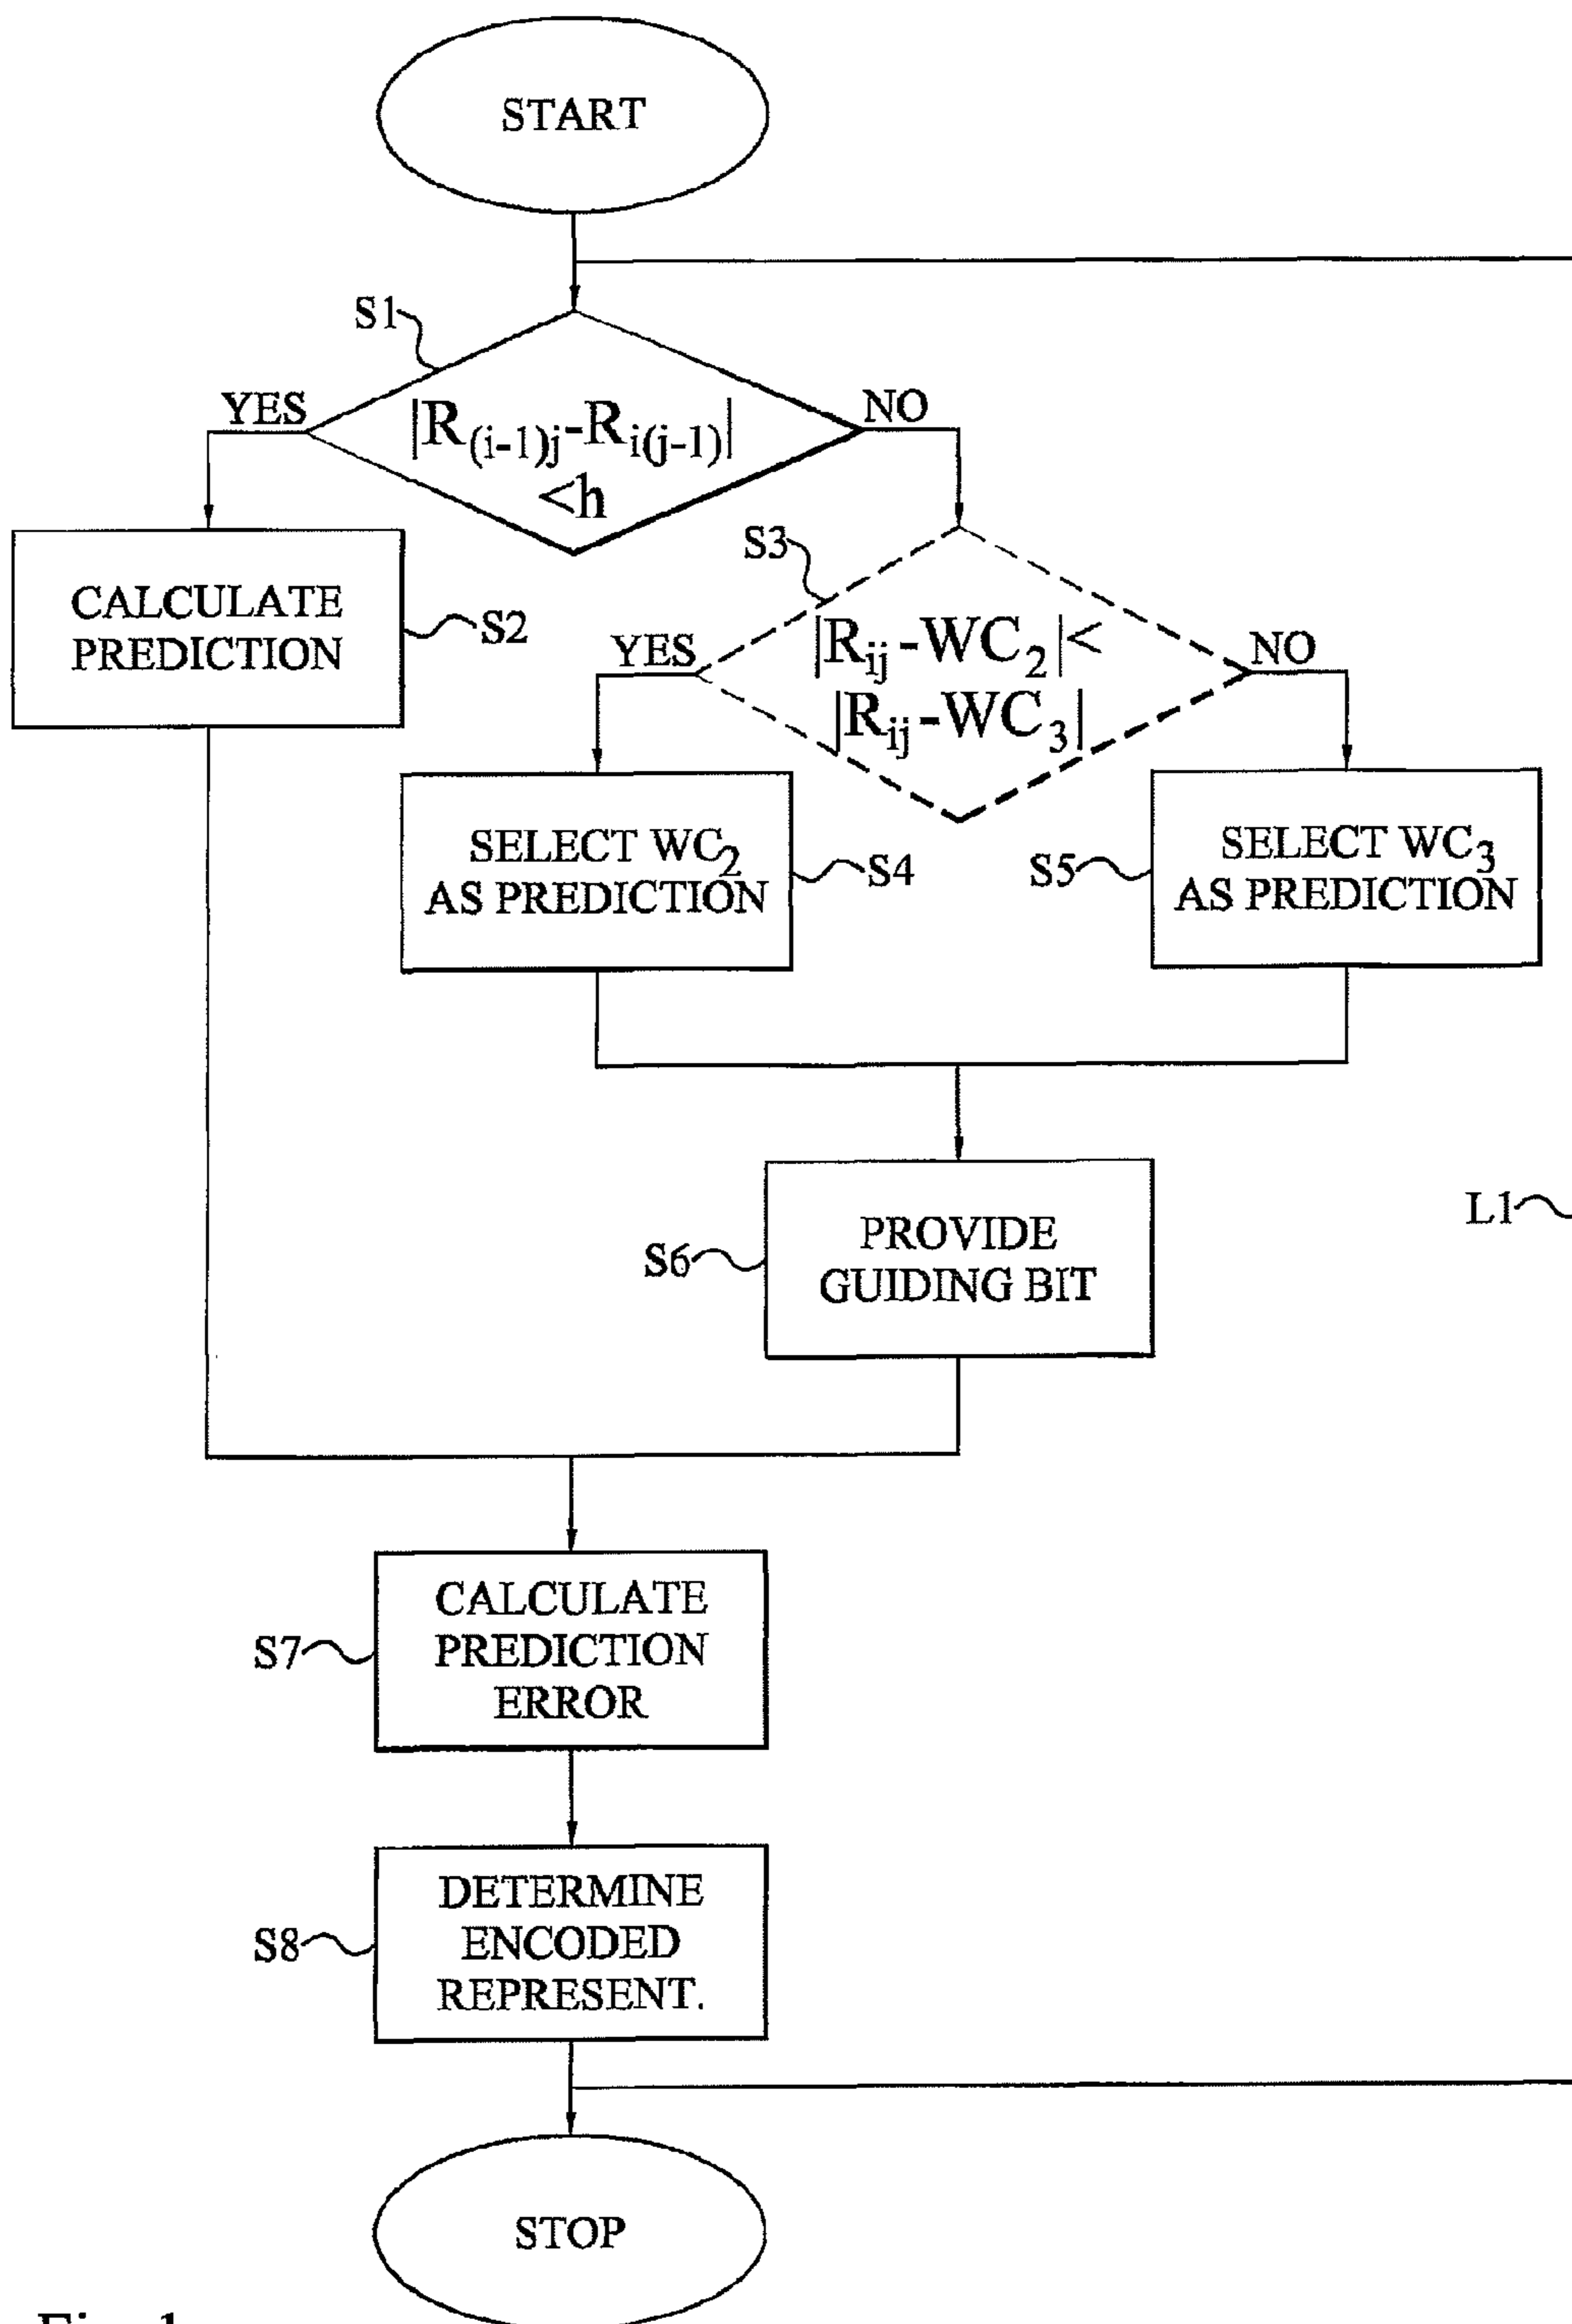 START
S1
YES
NO
|R(i-1)j-Ri(j-1)|
<h
S3
CALCULATE
PREDICTION
S2
YES
NO
|Rij-WC2|<
|Rij-WC3|
SELECT WC2
AS PREDICTION
S4
S5
SELECT WC3
AS PREDICTION
L1
S6
PROVIDE
GUIDING BIT
S7
CALCULATE
PREDICTION
ERROR
S8
DETERMINE
ENCODED
REPRESENT.
STOP
Fig. 1